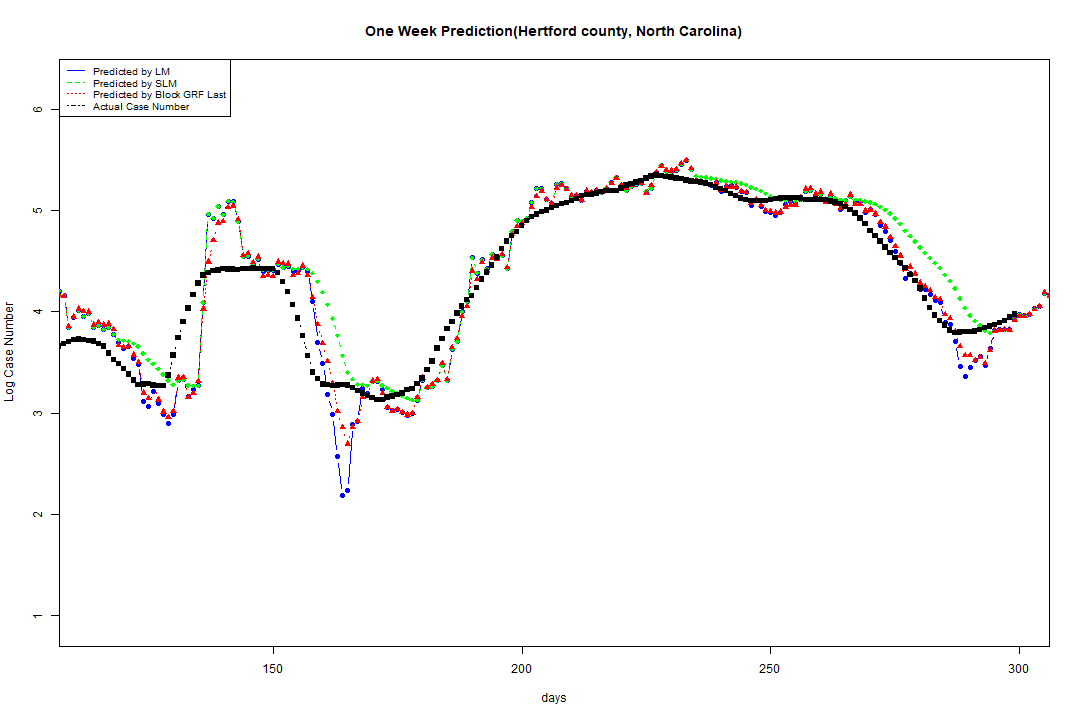 One Week Prediction(Hertford county, North Carolina)
Predicted by LM
Predicted by SLM
Predicted by Block GRF Last
Actual Case Number
Log Case Number
6
5
4
3
2
1
150
200
250
300
days